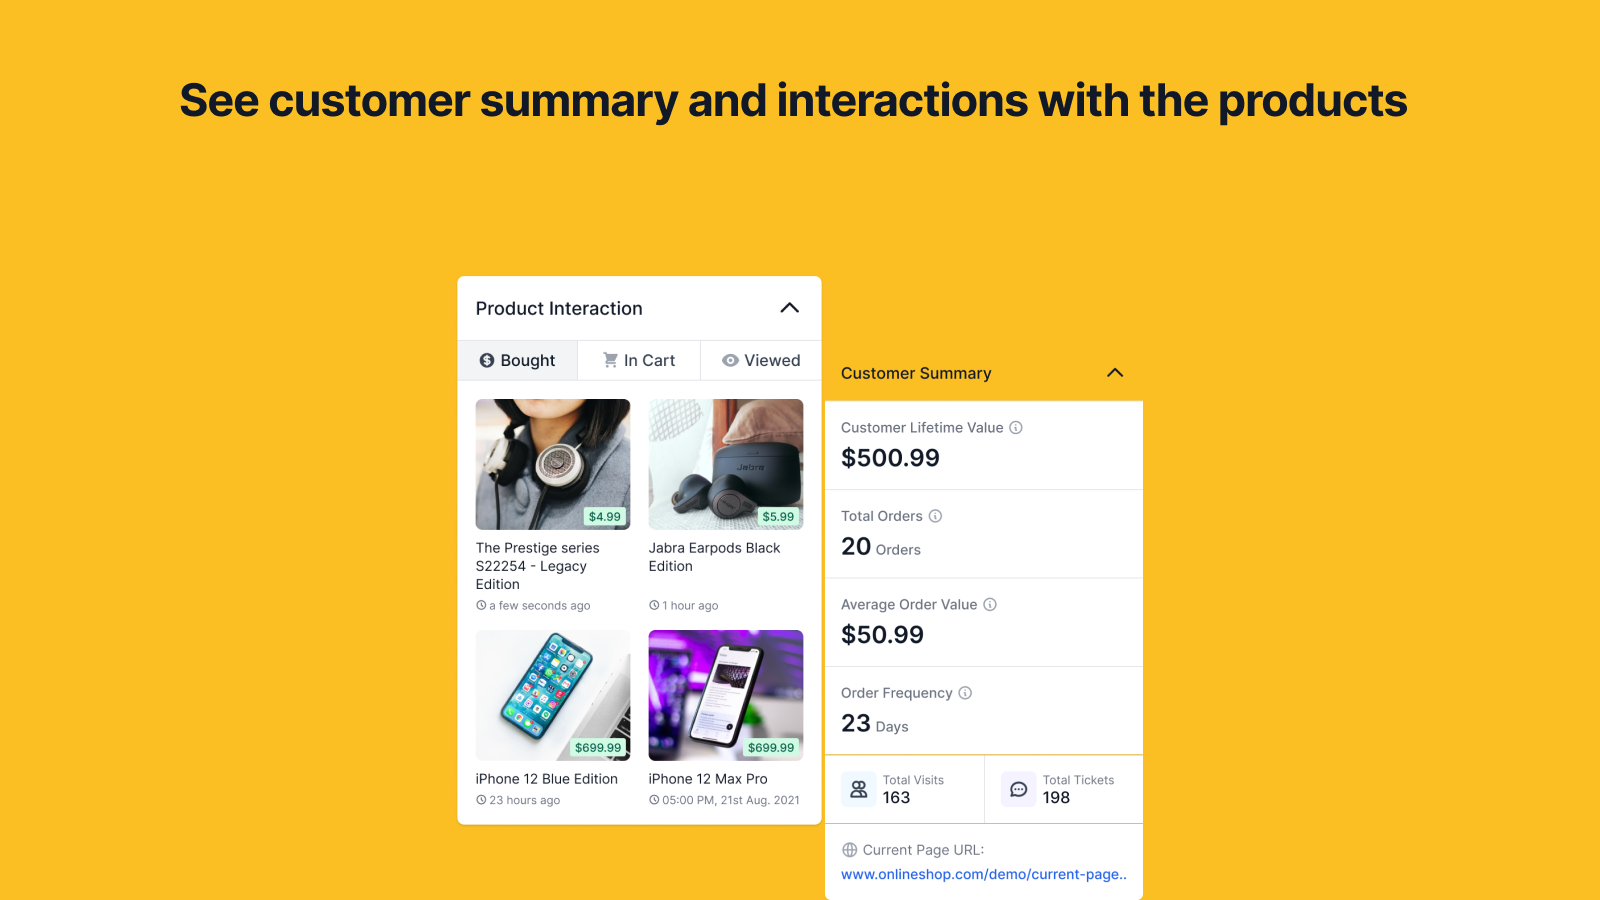 See customer summary and interactions with the products
Product Interaction
Bought
In Cart
Viewed
Jabra
$4.99
$5.99
The Prestige series
S22254 - Legacy
Edition
a few seconds ago
Jabra Earpods Black
Edition
1 hour ago
$699.99
$699.99
iPhone 12 Blue Edition
23 hours ago
iPhone 12 Max Pro
05:00 PM, 21st Aug. 2021
Customer Summary
Customer Lifetime Value
$500.99
Total Orders
20 Orders
Average Order Value
$50.99
Order Frequency
23 Days
Total Visits
163
Total Tickets
198
Current Page URL:
www.onlineshop.com/demo/current-page..